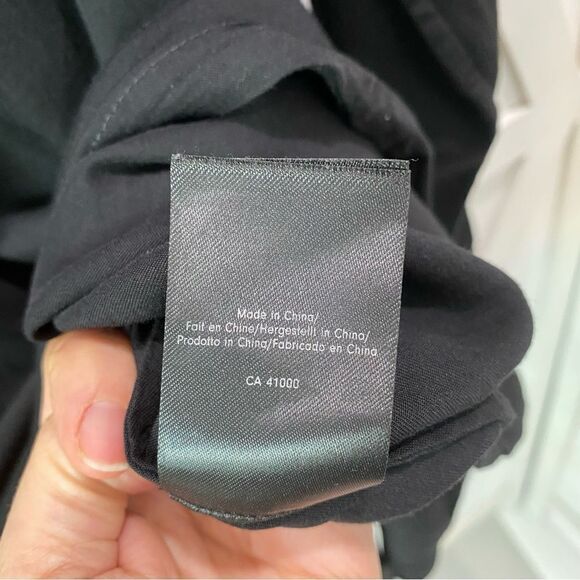 Made in China/
Fait en Chine/Hergestellt in China/
Prodotto in China/Fabricado en China
CA 41000